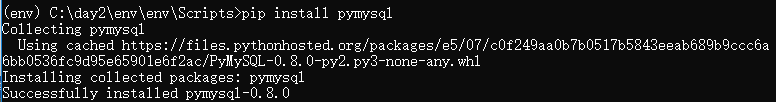 (env) C:\day2\env\env\Scripts>pip install pymysql
Collecting pymysql
  Using cached https://files.pythonhosted.org/packages/e5/07/c0f249aa0b7b0517b5843eeab689b9ccc6a
6bb0536fc9d95e65901e6f2ac/PyMySQL-0.8.0-py2.py3-none-any.whl
Installing collected packages: pymysql
Successfully installed pymysql-0.8.0